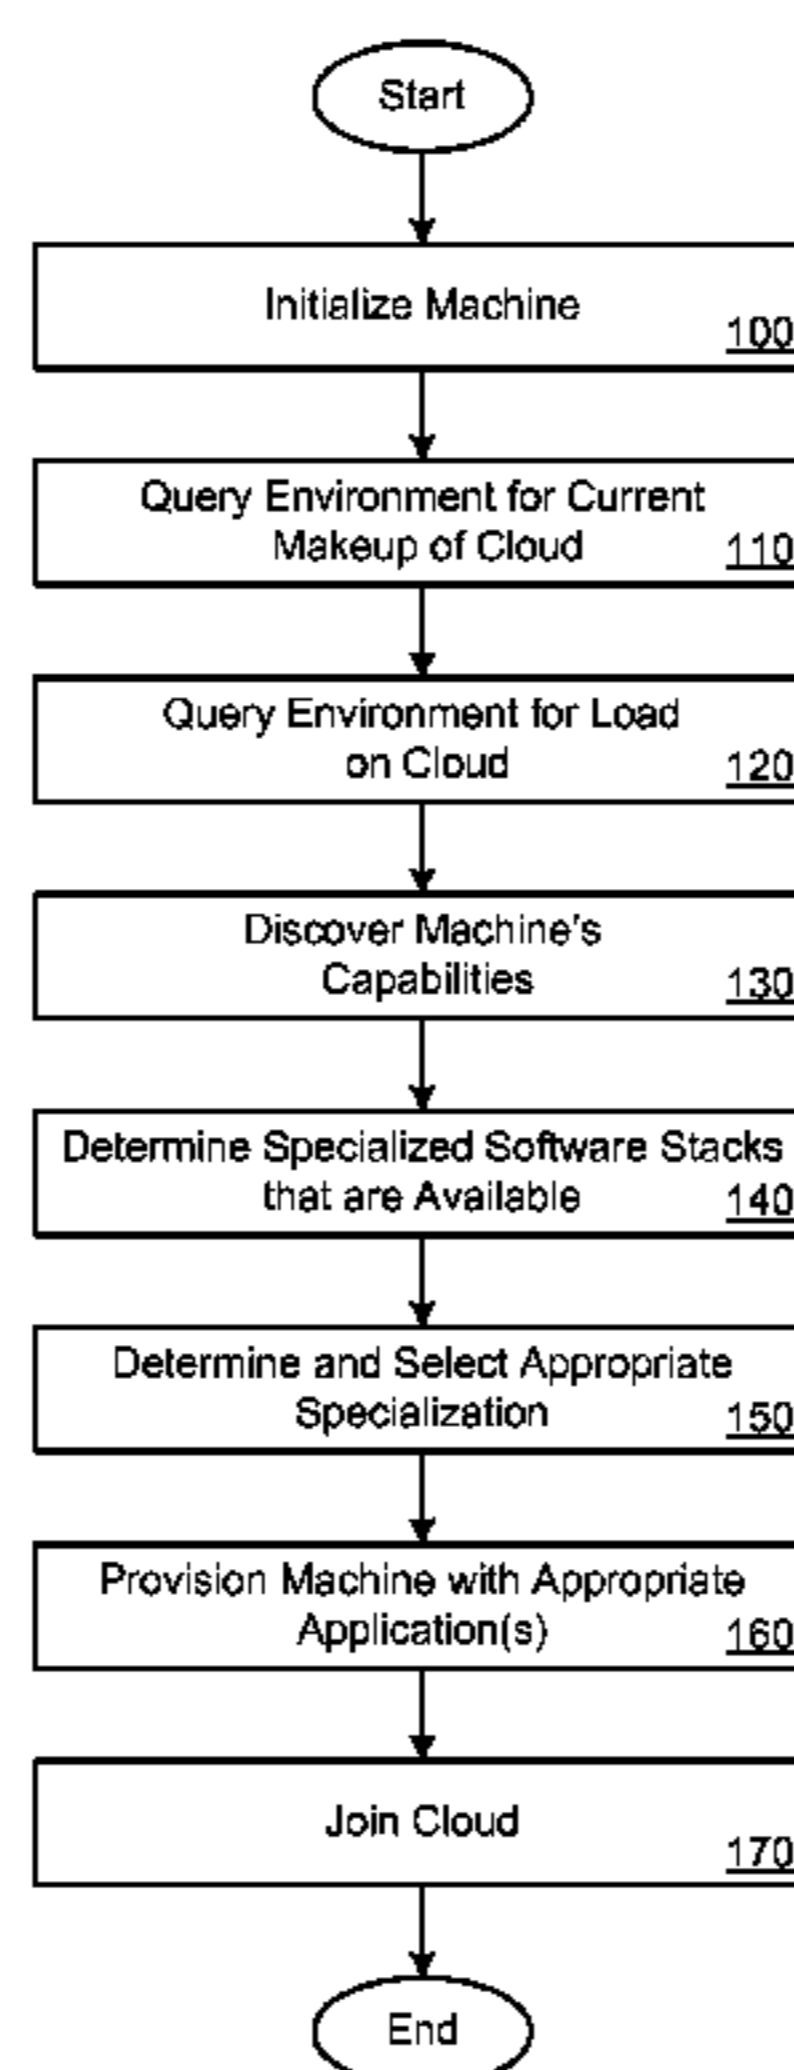 Start
Initialize Machine
100
Query Environment for Current
Makeup of Cloud
110
Query Environment for Load
on Cloud
120
Discover Machine's
Capabilities
130
Determine Specialized Software Stacks
that are Available
140
Determine and Select Appropriate
Specialization
150
Provision Machine with Appropriate
Application(s)
160
Join Cloud
170
End